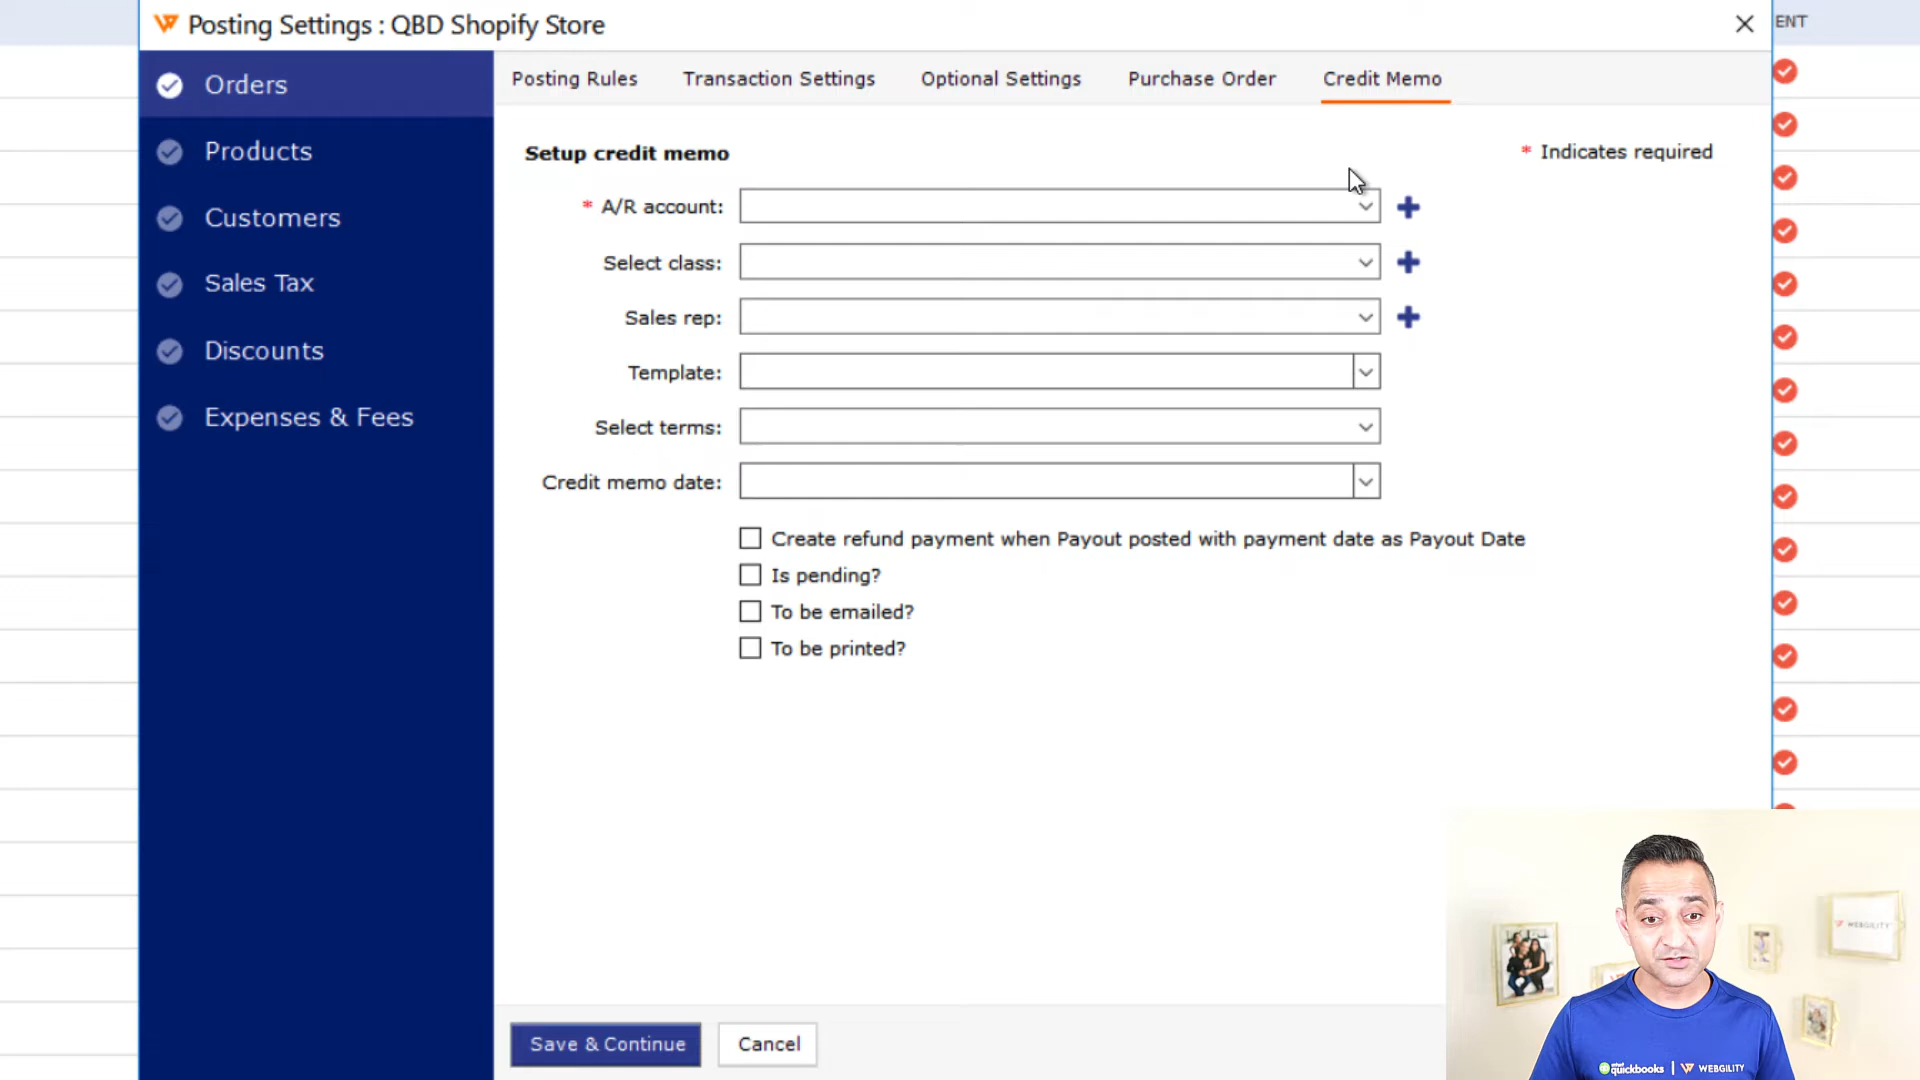 Posting Settings : QBD Shopify Store
ENT
Orders
Products
Customers
Sales Tax
Discounts
Expenses & Fees
Posting Rules
Transaction Settings
Optional Settings
Purchase Order
Credit Memo
Setup credit memo
* Indicates required
* A/R account:
Select class:
Sales rep:
Template:
Select terms:
Credit memo date:
Create refund payment when Payout posted with payment date as Payout Date
Is pending?
To be emailed?
To be printed?
Save & Continue
Cancel
WEBGILITY
quickbooks | WEBGILITY